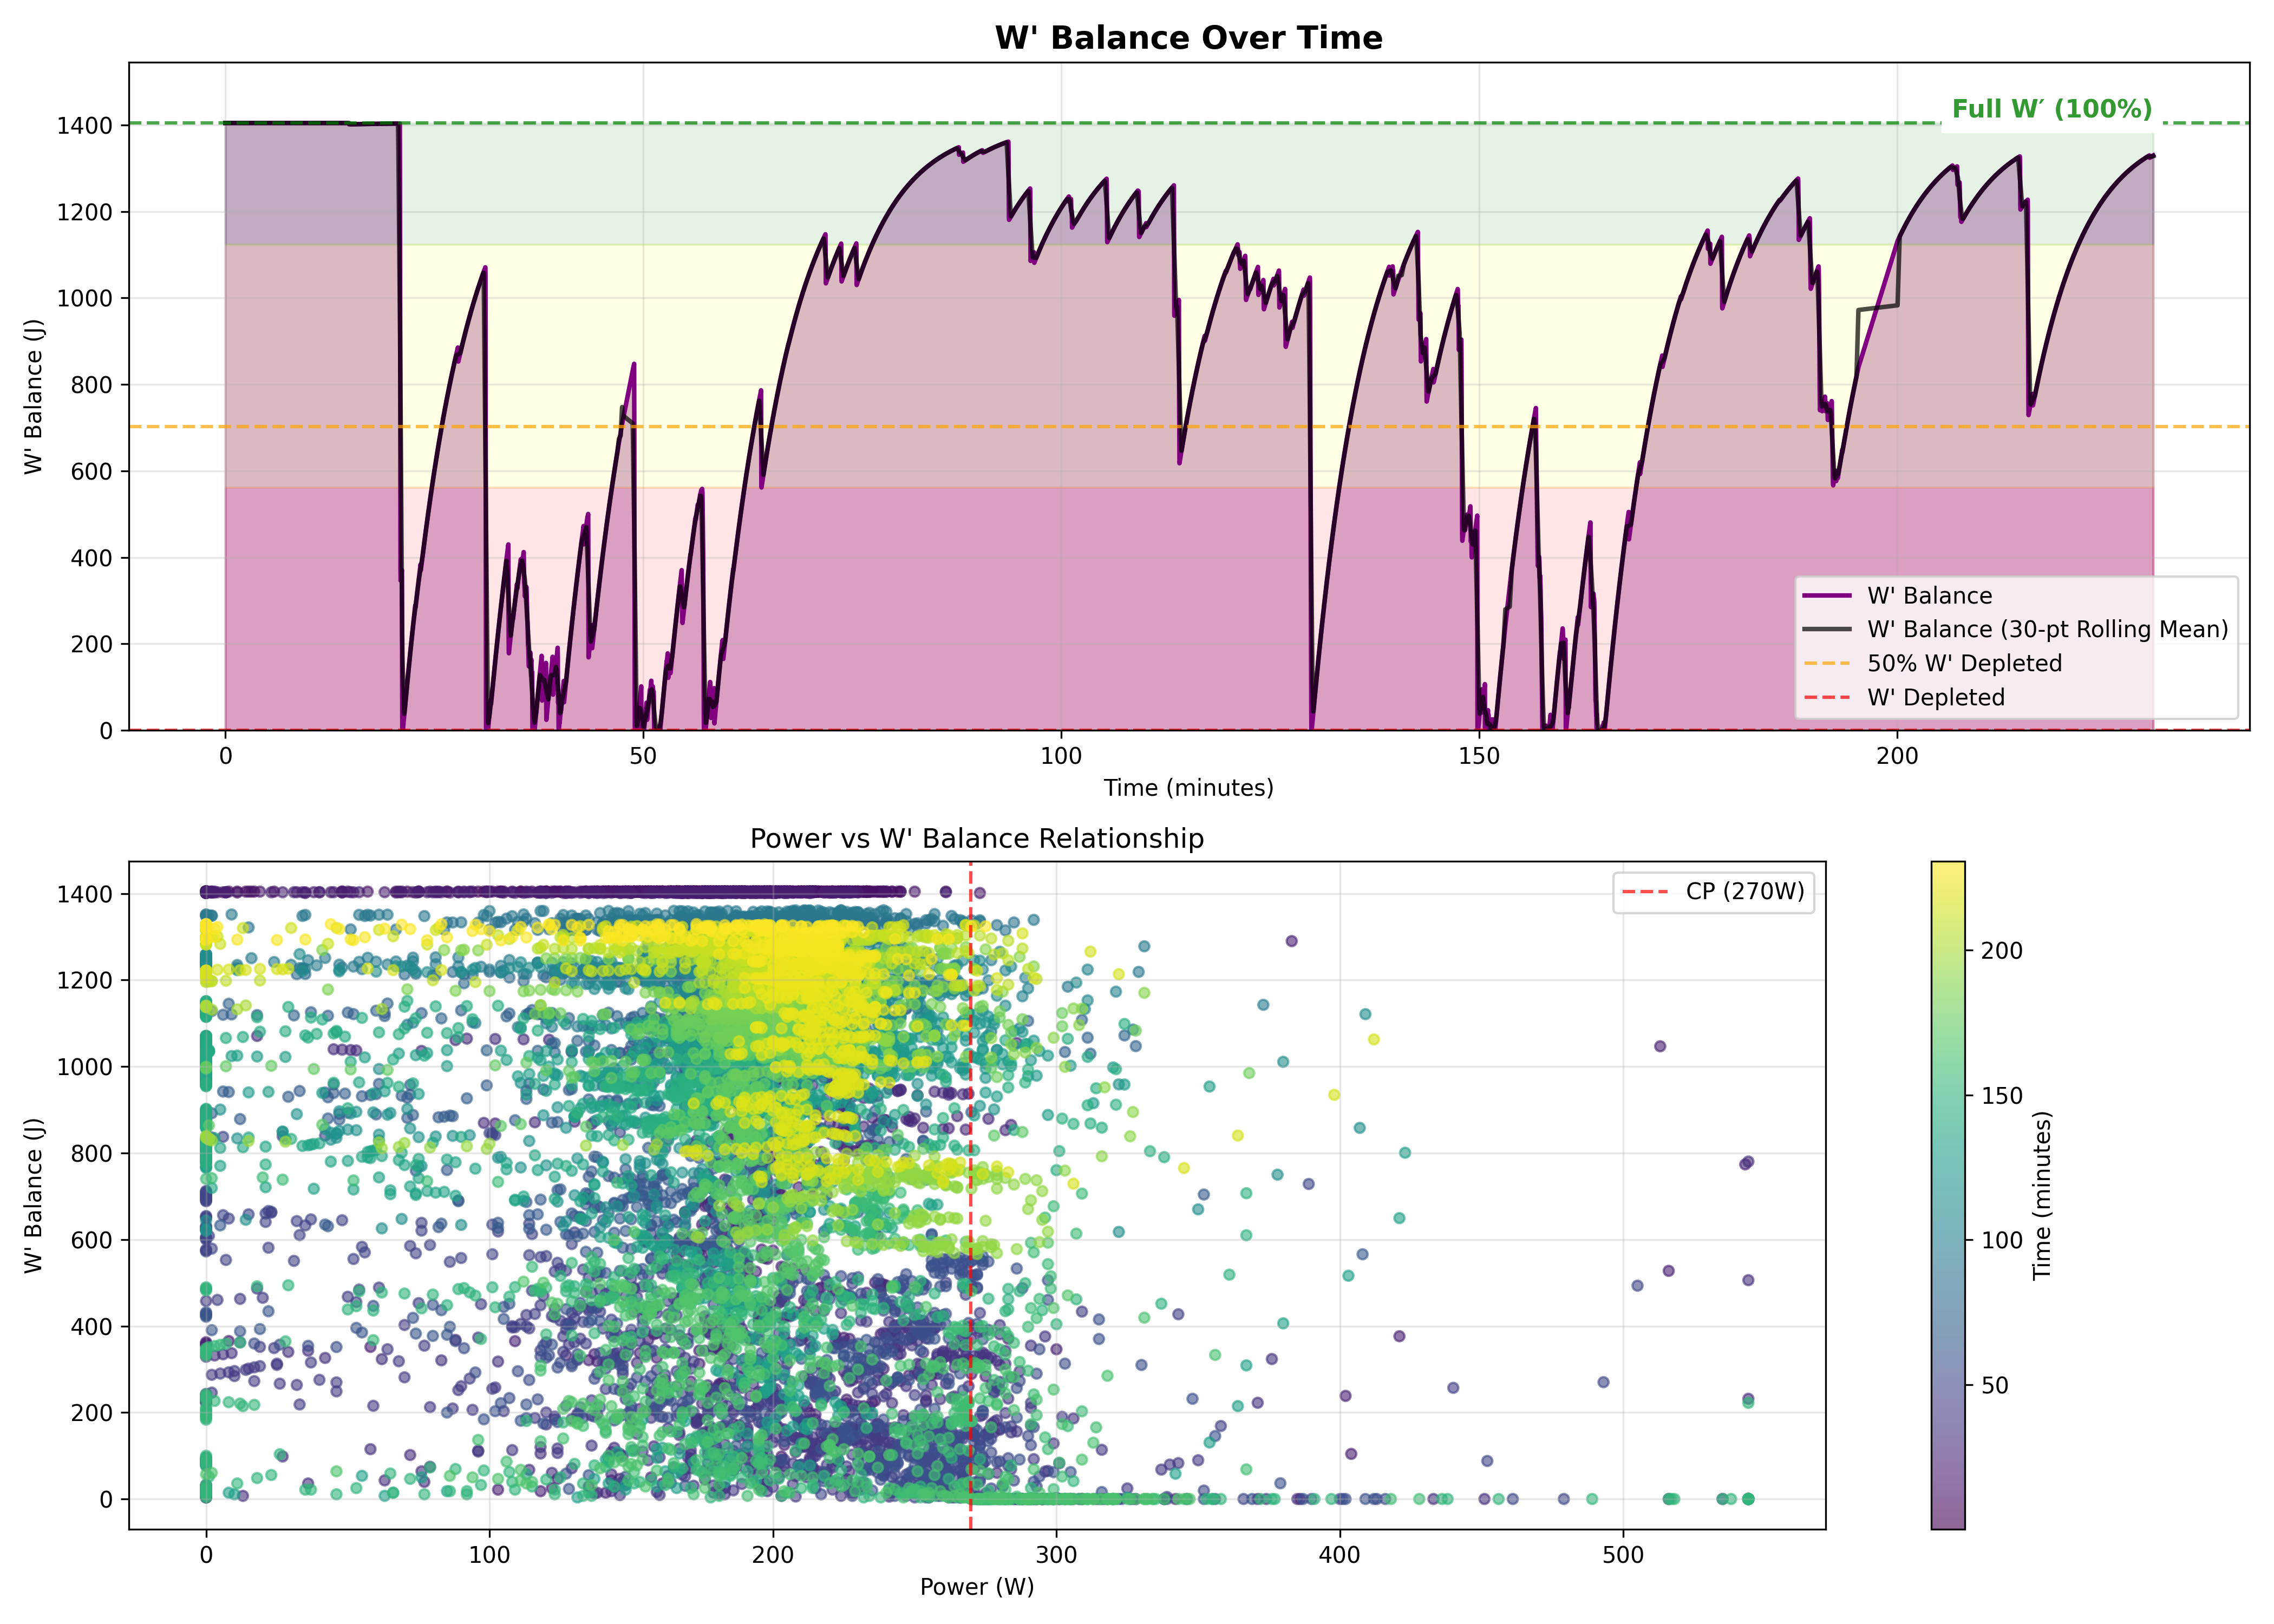 W' Balance Over Time
Full W′ (100%)
1400
1200
1000
800
600
400
200
0
W' Balance (J)
W' Balance
W' Balance (30-pt Rolling Mean)
50% W' Depleted
W' Depleted
0 50 100 150 200
Time (minutes)
Power vs W' Balance Relationship
CP (270W)
1400
1200
1000
800
600
400
200
0
W' Balance (J)
0 100 200 300 400 500
Power (W)
200
150
100
50
Time (minutes)